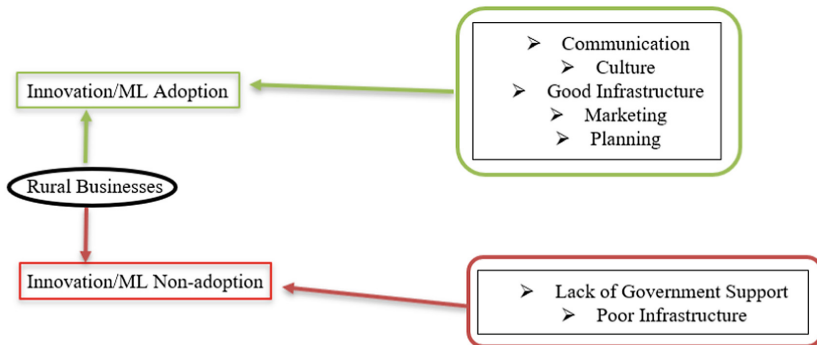 ➤ Communication
➤ Culture
➤ Good Infrastructure
➤ Marketing
➤ Planning
Innovation/ML Adoption
Rural Businesses
Innovation/ML Non-adoption
➤ Lack of Government Support
➤ Poor Infrastructure